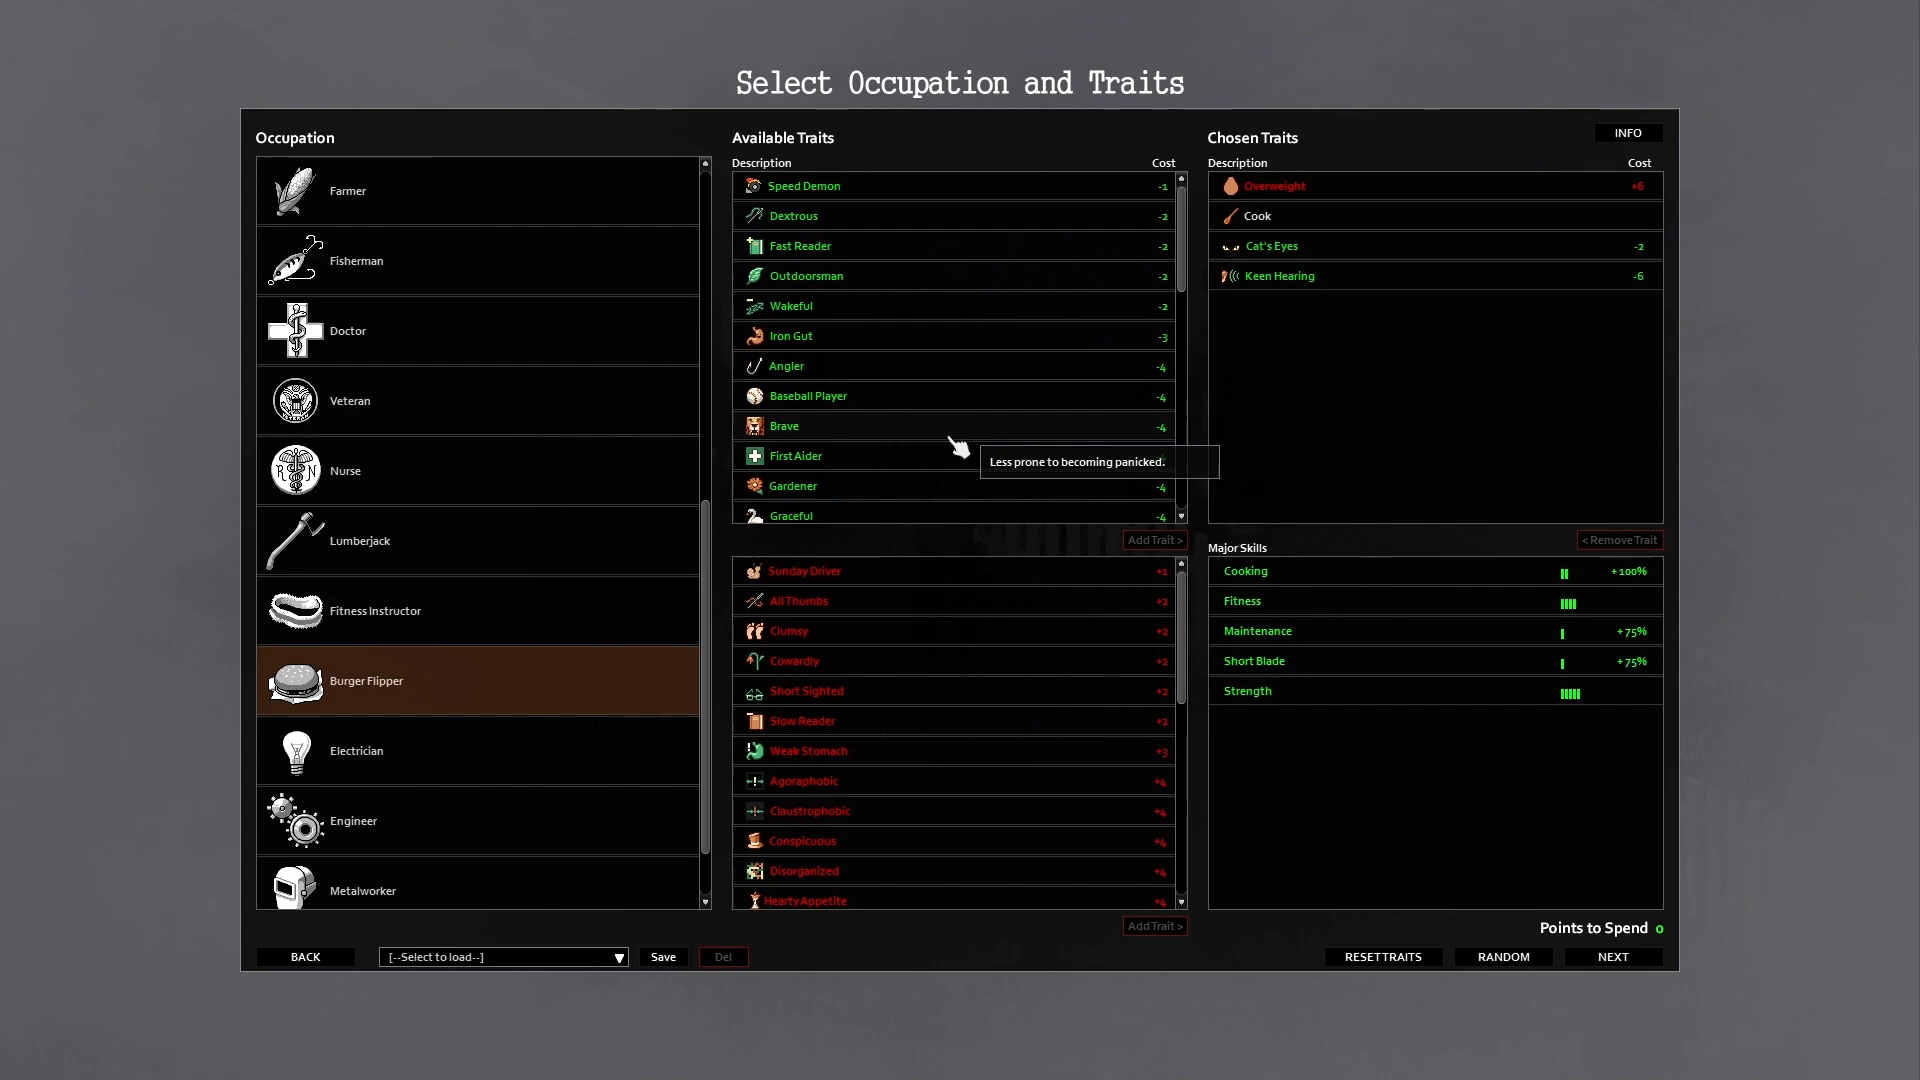 Select Occupation and Traits
Occupation
Farmer
Fisherman
Doctor
Veteran
Nurse
Lumberjack
Fitness Instructor
Burger Flipper
Electrician
Engineer
Metalworker
Available Traits
Description Cost
Speed Demon -1
Dextrous -2
Fast Reader -2
Outdoorsman -2
Wakeful -2
Iron Gut -3
Angler -4
Baseball Player -4
Brave -4
First Aider
Less prone to becoming panicked.
Gardener -4
Graceful -4
Add Trait >
Sunday Driver +1
All Thumbs +2
Clumsy +2
Cowardly +2
Short Sighted +2
Slow Reader +2
Weak Stomach +3
Agoraphobic +4
Claustrophobic +4
Conspicuous +4
Disorganized +4
Hearty Appetite +4
Add Trait >
Chosen Traits
INFO
Description Cost
Overweight +6
Cook
Cat's Eyes -2
Keen Hearing -6
< Remove Trait
Major Skills
Cooking +100%
Fitness
Maintenance +75%
Short Blade +75%
Strength
Points to Spend 0
BACK
[--Select to load--]
Save
Del
RESET TRAITS
RANDOM
NEXT